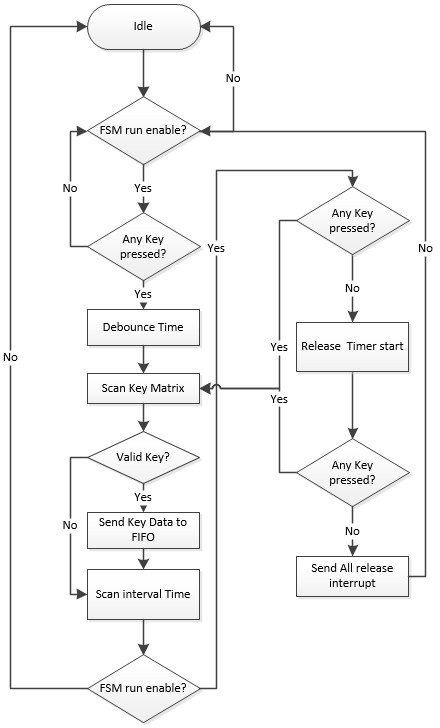 Idle
No
FSM run enable?
No
Yes
Any Key
pressed?
Yes
Debounce Time
Scan Key Matrix
Valid Key?
Yes
No
Send Key Data to
FIFO
Scan interval Time
FSM run enable?
No
Yes
Any Key
pressed?
No
Yes
Release  Timer start
Yes
Any Key
pressed?
No
Send All release
interrupt
No